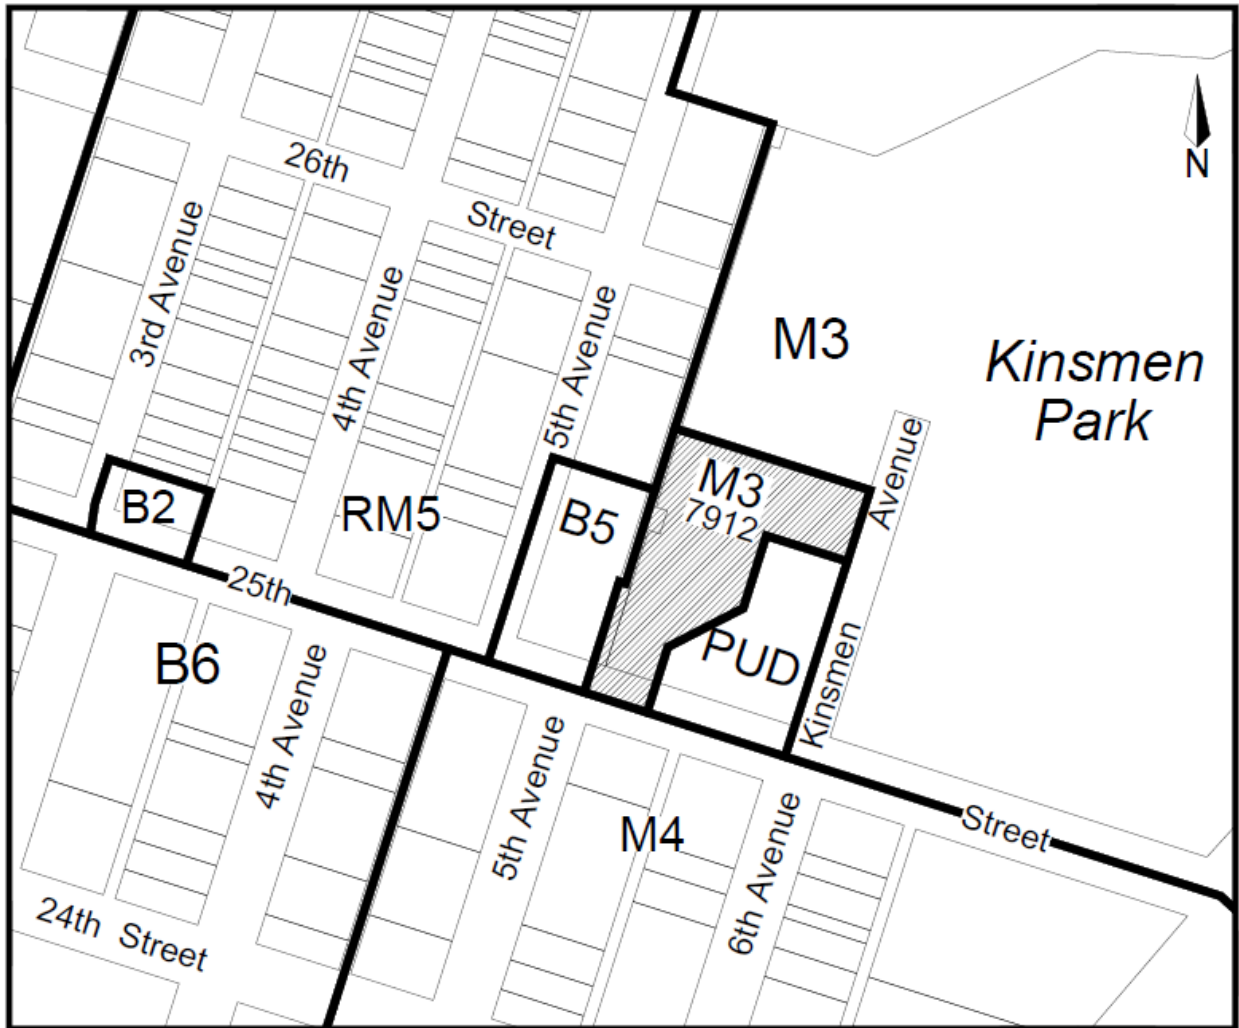 26th
Street
N
3rd Avenue
4th Avenue
5th Avenue
M3
Kinsmen
Park
Avenue
M3
7912
B2
RM5
B5
25th
PUD
Kinsmen
B6
4th Avenue
5th Avenue
M4
6th Avenue
Street
24th Street